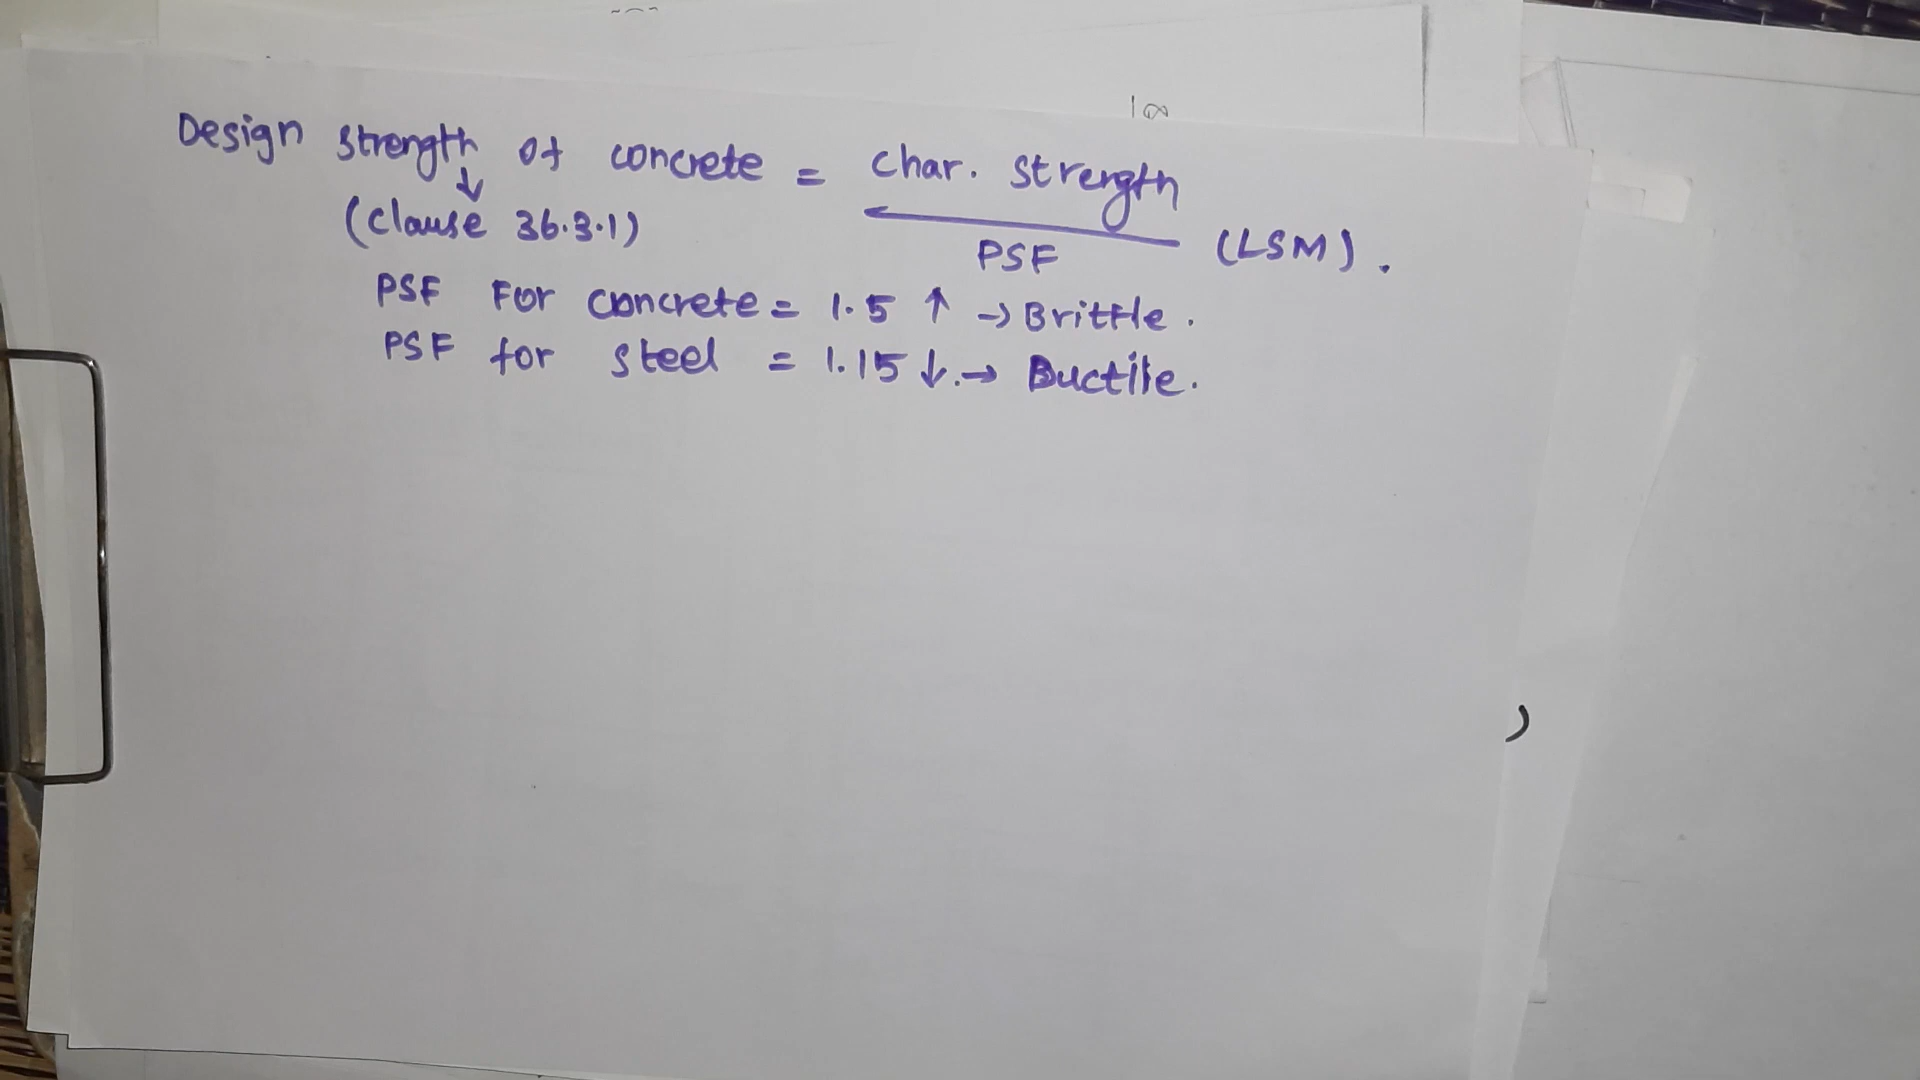 100
Design strength of concrete = char. strength
↓
(clause 36.3.1)
PSF (LSM).
PSF For concrete = 1.5 ↑ → Brittle.
PSF for steel = 1.15 ↓. → Ductile.